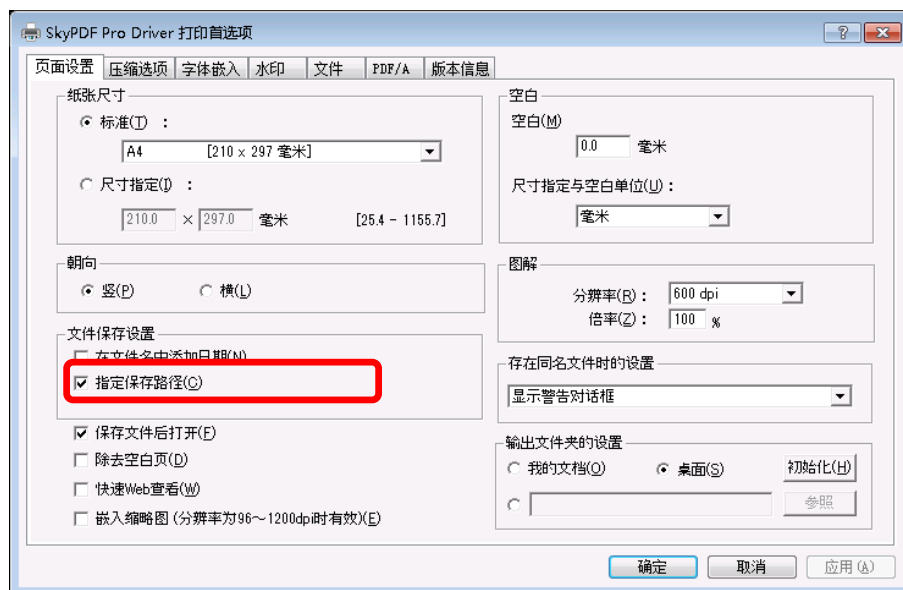 SkyPDF Pro Driver 打印首选项
页面设置 压缩选项 字体嵌入 水印 文件 PDF/A 版本信息
纸张尺寸
标准(T) :
A4 [210 x 297 毫米]
尺寸指定(I) :
210.0 × 297.0 毫米 [25.4 - 1155.7]
朝向
竖(P) 横(L)
文件保存设置
在文件名中添加日期(N)
指定保存路径(C)
保存文件后打开(F)
除去空白页(D)
快速Web查看(W)
嵌入缩略图 (分辨率为96～1200dpi时有效)(E)
空白
空白(M)
0.0 毫米
尺寸指定与空白单位(U):
毫米
图解
分辨率(R): 600 dpi
倍率(Z): 100 %
存在同名文件时的设置
显示警告对话框
输出文件夹的设置
我的文档(O) 桌面(S) 初始化(H)
参照
确定 取消 应用(A)